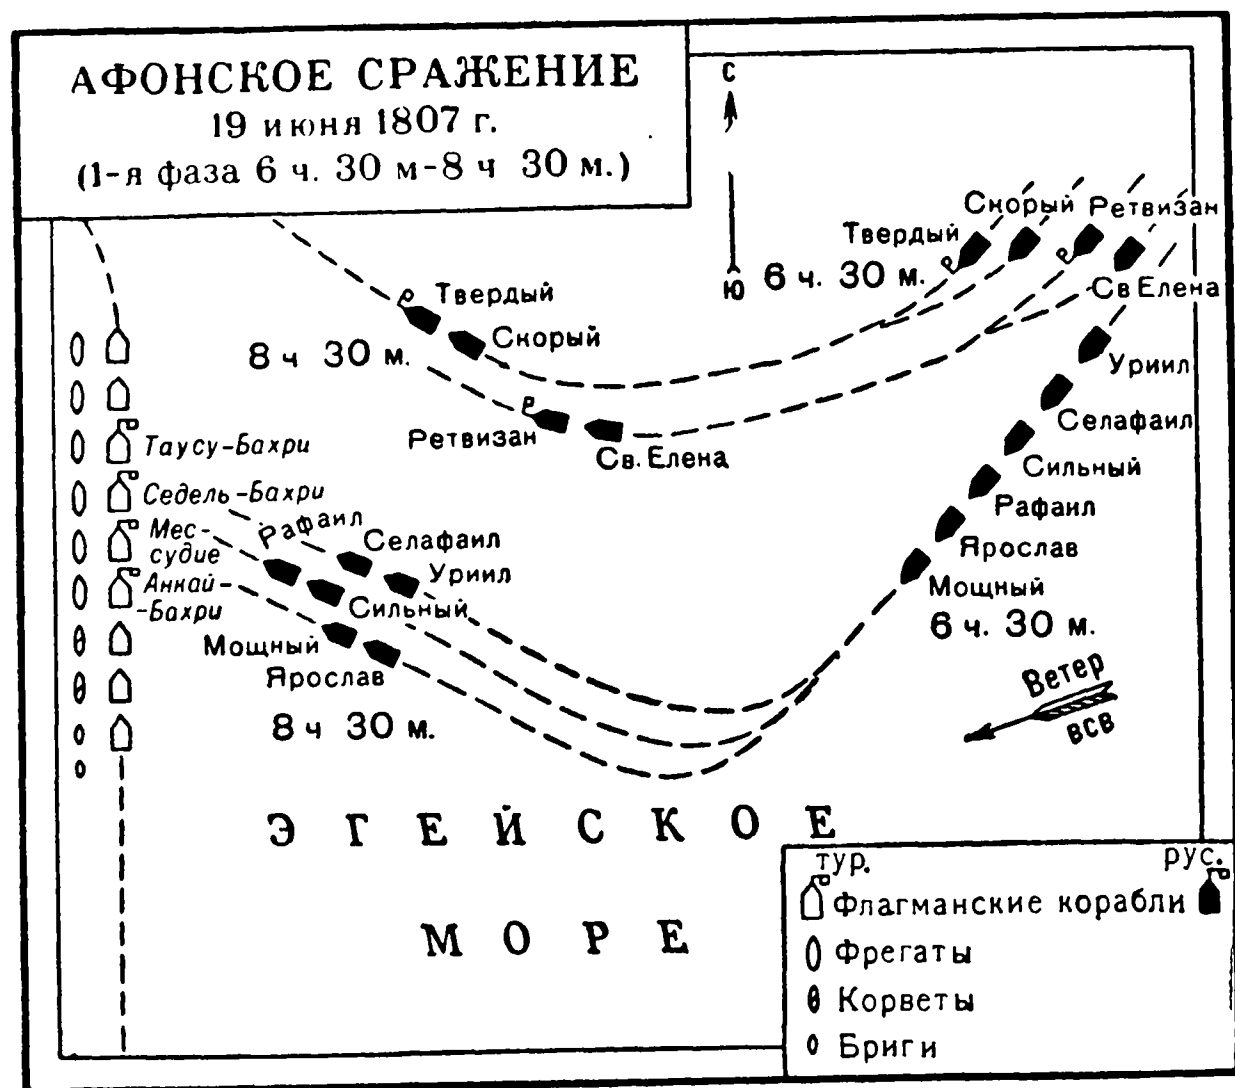 АФОНСКОЕ СРАЖЕНИЕ
19 июня 1807 г.
(1-я фаза 6 ч. 30 м-8 ч 30 м.)
С
Ю
Скорый
Ретвизан
Твердый
6 ч. 30 м.
Св Елена
Твердый
Скорый
8 ч 30 м.
Ретвизан
Св. Елена
Уриил
Селафаил
Сильный
Рафаил
Ярослав
Мощный
6 ч. 30 м.
Таусу-Бахри
Седель-Бахри
Мес-
судие
Анкай-
-Бахри
Рафаил
Селафаил
Уриил
Сильный
Мощный
Ярослав
8 ч 30 м.
Ветер
ВСВ
ЭГЕЙСКОЕ
МОРЕ
тур.
рус.
Флагманские корабли
Фрегаты
Корветы
Бриги